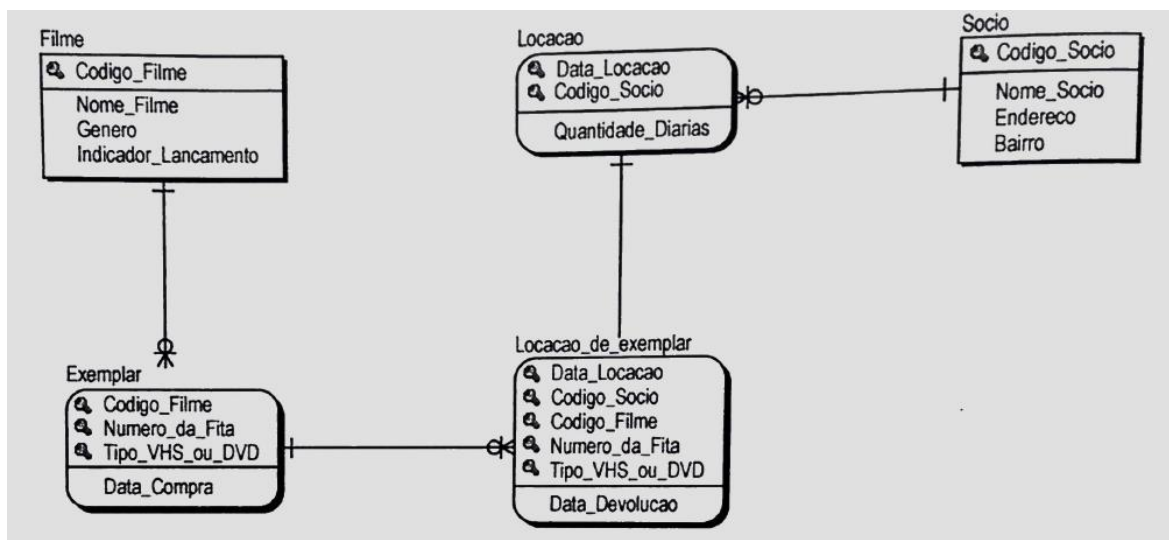 Filme
Codigo_Filme
Nome_Filme
Genero
Indicador_Lancamento
Locacao
Data_Locacao
Codigo_Socio
Quantidade_Diarias
Socio
Codigo_Socio
Nome_Socio
Endereco
Bairro
Exemplar
Codigo_Filme
Numero_da_Fita
Tipo_VHS_ou_DVD
Data_Compra
Locacao_de_exemplar
Data_Locacao
Codigo_Socio
Codigo_Filme
Numero_da_Fita
Tipo_VHS_ou_DVD
Data_Devolucao